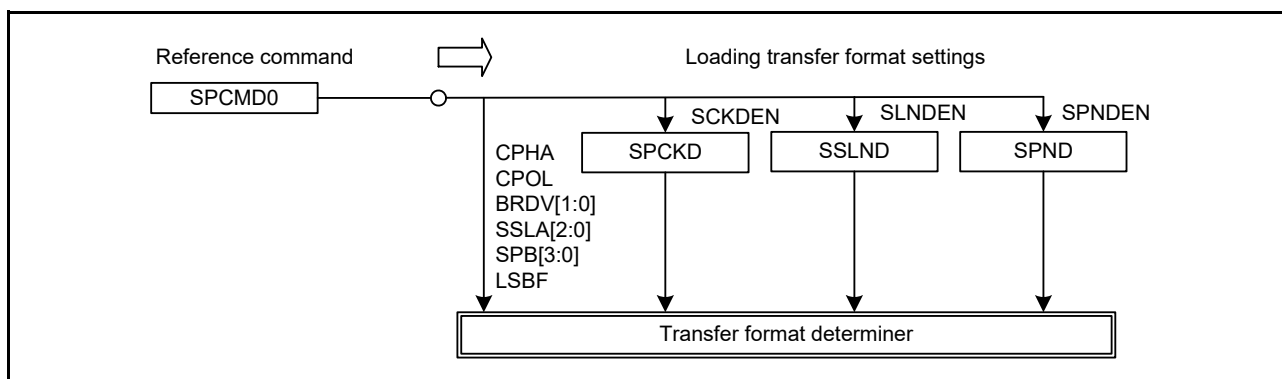 Reference command
Loading transfer format settings
SPCMD0
SCKDEN
SLNDEN
SPNDEN
SPCKD
SSLND
SPND
CPHA
CPOL
BRDV[1:0]
SSLA[2:0]
SPB[3:0]
LSBF
Transfer format determiner